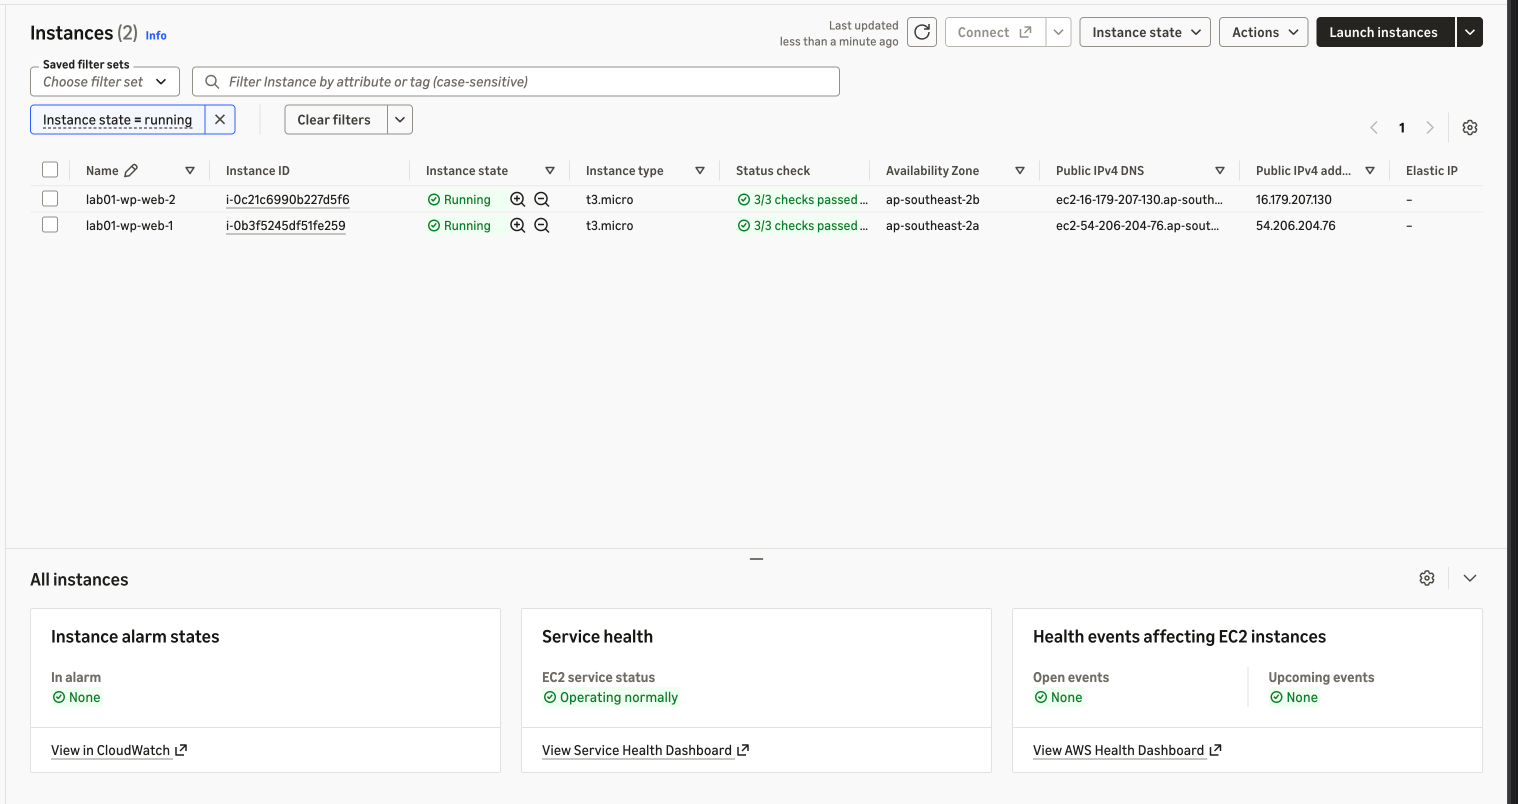 Instances (2) Info
Last updated
less than a minute ago
Connect
Instance state
Actions
Launch instances
Saved filter sets
Choose filter set
Filter Instance by attribute or tag (case-sensitive)
Instance state = running
Clear filters
1
Name Instance ID Instance state Instance type Status check Availability Zone Public IPv4 DNS Public IPv4 add... Elastic IP
lab01-wp-web-2 i-0c21c6990b227d5f6 Running t3.micro 3/3 checks passed ... ap-southeast-2b ec2-16-179-207-130.ap-south... 16.179.207.130 –
lab01-wp-web-1 i-0b3f5245df51fe259 Running t3.micro 3/3 checks passed ... ap-southeast-2a ec2-54-206-204-76.ap-sout... 54.206.204.76 –
All instances
Instance alarm states
In alarm
None
View in CloudWatch
Service health
EC2 service status
Operating normally
View Service Health Dashboard
Health events affecting EC2 instances
Open events Upcoming events
None None
View AWS Health Dashboard